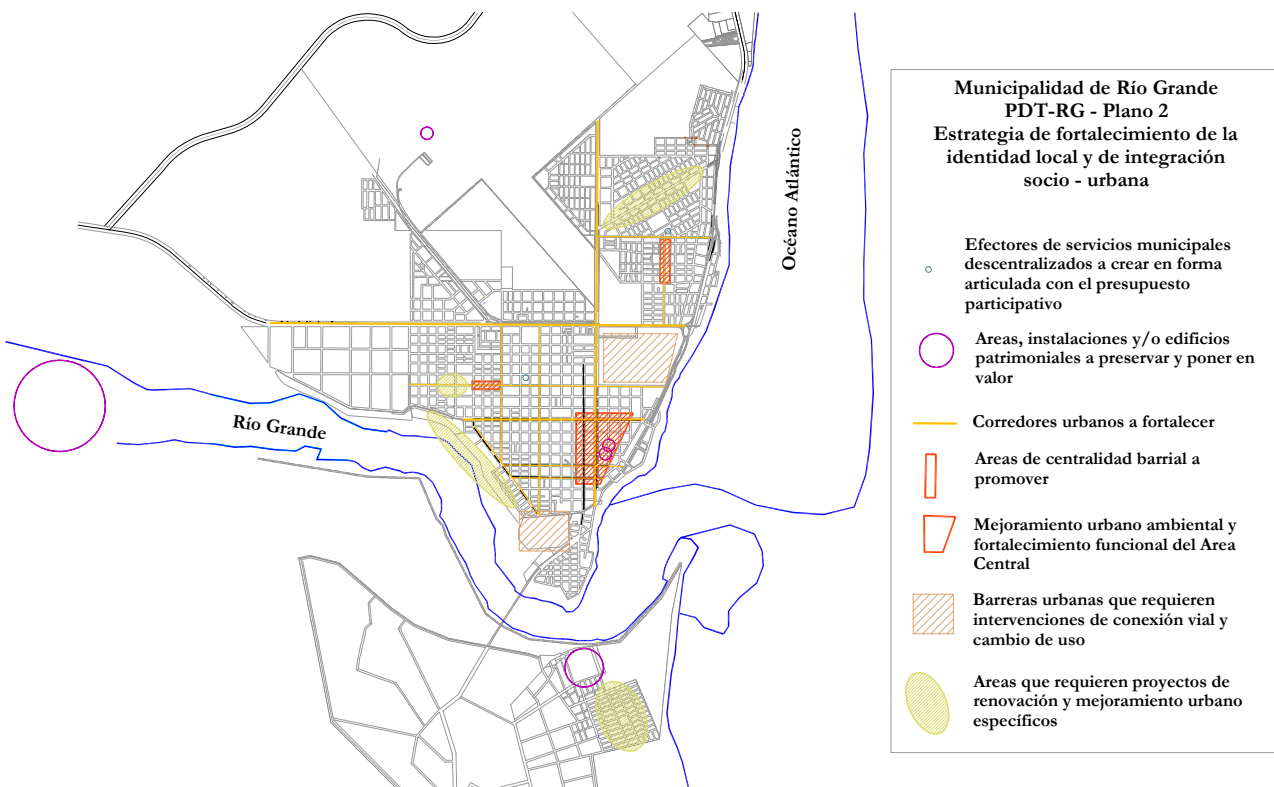 Municipalidad de Río Grande
PDT-RG - Plano 2
Estrategia de fortalecimiento de la
identidad local y de integración
socio - urbana
Efectores de servicios municipales
descentralizados a crear en forma
articulada con el presupuesto
participativo
Areas, instalaciones y/o edificios
patrimoniales a preservar y poner en
valor
Corredores urbanos a fortalecer
Areas de centralidad barrial a
promover
Mejoramiento urbano ambiental y
fortalecimiento funcional del Area
Central
Barreras urbanas que requieren
intervenciones de conexión vial y
cambio de uso
Areas que requieren proyectos de
renovación y mejoramiento urbano
específicos
Océano Atlántico
Río Grande